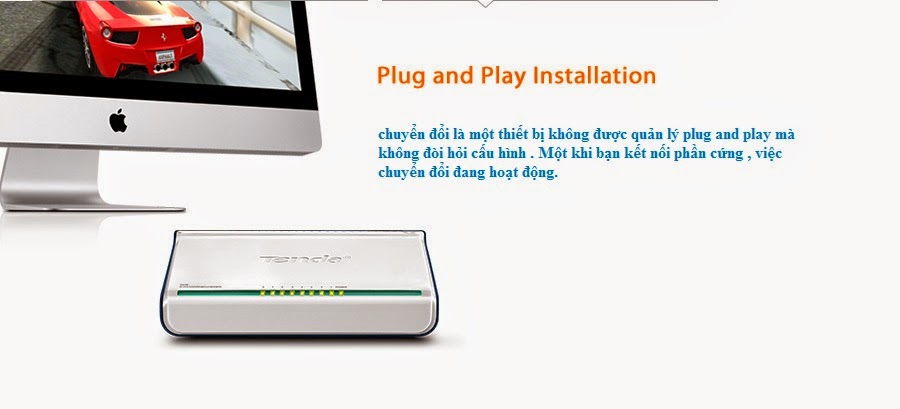 Plug and Play Installation
chuyển đổi là một thiết bị không được quản lý plug and play mà
không đòi hỏi cấu hình . Một khi bạn kết nối phần cứng , việc
chuyển đổi đang hoạt động.
Tenda